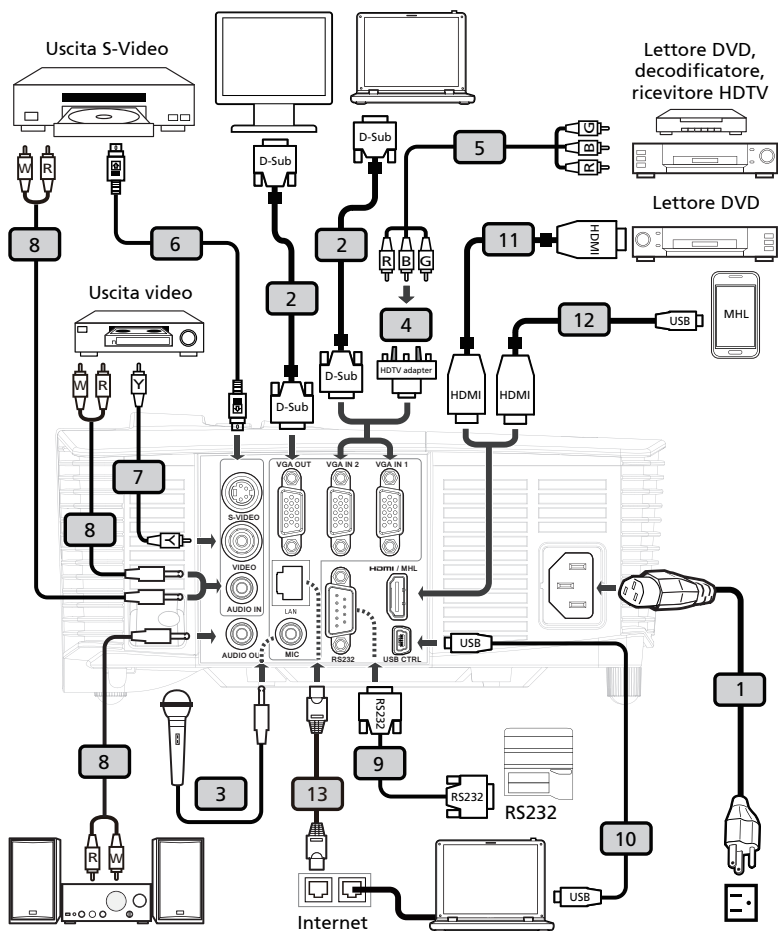 Uscita S-Video
Lettore DVD,
decodificatore,
ricevitore HDTV
D-Sub
D-Sub
5
G
B
R
W
R
Lettore DVD
8
6
2
2
R
B
G
11
HDMI
Uscita video
4
12
USB
MHL
W
R
Y
D-Sub
D-Sub
HDTV adapter
HDMI
HDMI
7
8
VGA OUT
VGA IN 2
VGA IN 1
S-VIDEO
Y
VIDEO
HDMI / MHL
AUDIO IN
LAN
AUDIO OU
MIC
RS232
USB CTRL
USB
1
RS232
8
3
13
9
RS232
RS232
10
R
W
USB
Internet